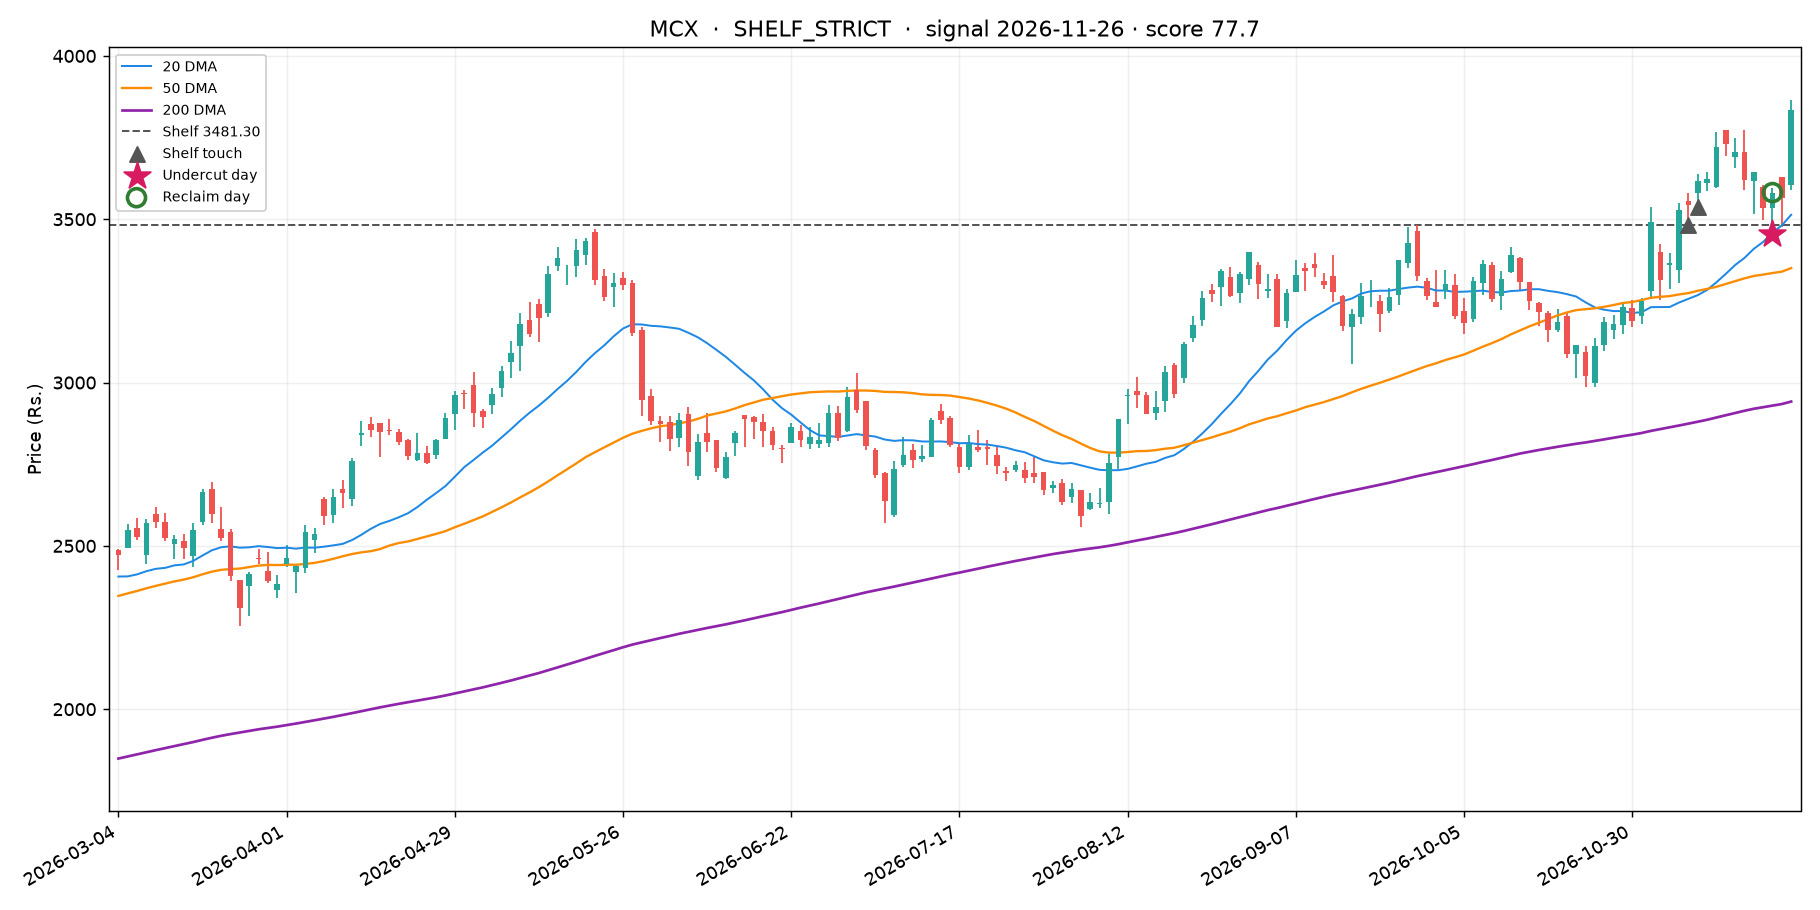 MCX · SHELF_STRICT · signal 2026-11-26 · score 77.7
20 DMA
50 DMA
200 DMA
Shelf 3481.30
Shelf touch
Undercut day
Reclaim day
Price (Rs.)
4000
3500
3000
2500
2000
2026-03-04
2026-04-01
2026-04-29
2026-05-26
2026-06-22
2026-07-17
2026-08-12
2026-09-07
2026-10-05
2026-10-30